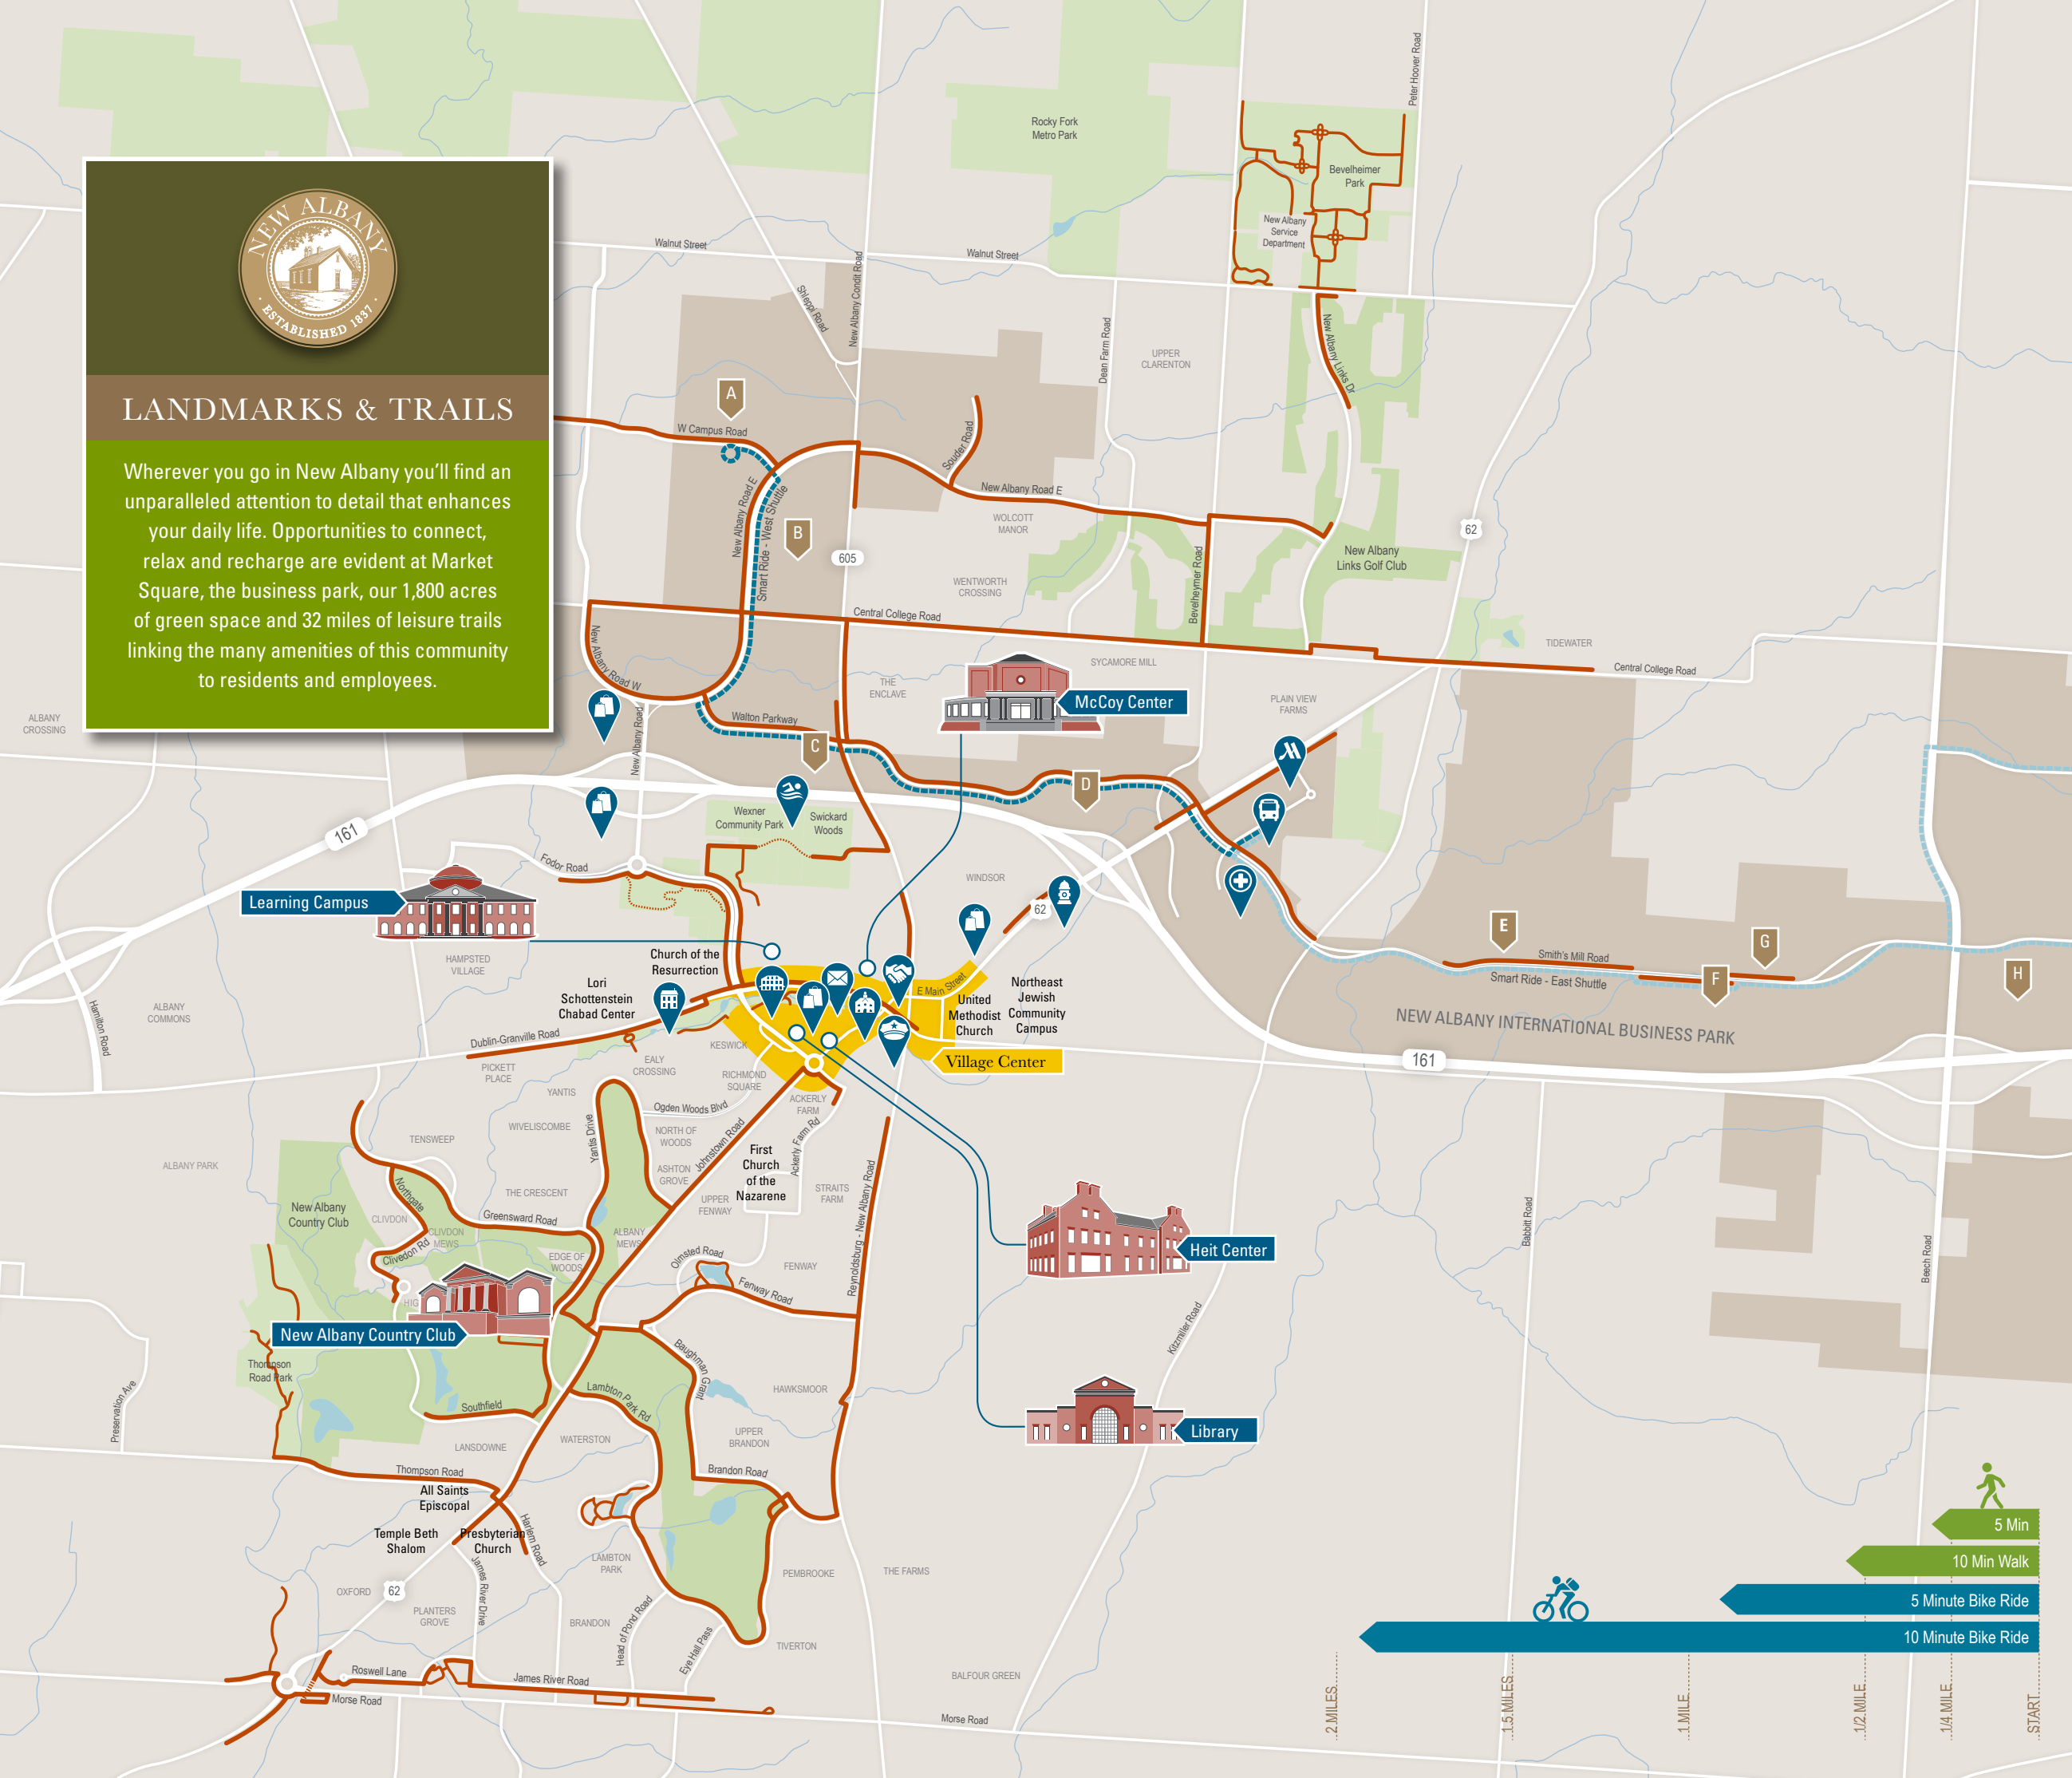 NEW ALBANY
· ESTABLISHED 1837 ·
LANDMARKS & TRAILS
Wherever you go in New Albany you'll find an
unparalleled attention to detail that enhances
your daily life. Opportunities to connect,
relax and recharge are evident at Market
Square, the business park, our 1,800 acres
of green space and 32 miles of leisure trails
linking the many amenities of this community
to residents and employees.
Rocky Fork
Metro Park
Peter Hoover Road
Bevelheimer
Park
New Albany
Service
Department
Walnut Street
Walnut Street
Shleppi Road
New Albany Condit Road
Dean Farm Road
UPPER
CLARENTON
New Albany Links Dr
A
W Campus Road
Souder Road
New Albany Road E
New Albany Road E
Smart Ride - West Shuttle
B
605
WOLCOTT
MANOR
62
New Albany
Links Golf Club
WENTWORTH
CROSSING
Bevelheymer Road
Central College Road
TIDEWATER
Central College Road
New Albany Road W
THE
ENCLAVE
SYCAMORE MILL
McCoy Center
PLAIN VIEW
FARMS
ALBANY
CROSSING
New Albany Road
Walton Parkway
C
D
Wexner
Community Park
Swickard
Woods
161
Fodor Road
WINDSOR
62
Learning Campus
E
G
Smith's Mill Road
F
Smart Ride - East Shuttle
H
HAMPSTED
VILLAGE
Church of the
Resurrection
Lori
Schottenstein
Chabad Center
E Main Street
United
Methodist
Church
Northeast
Jewish
Community
Campus
NEW ALBANY INTERNATIONAL BUSINESS PARK
161
ALBANY
COMMONS
Hamilton Road
Dublin-Granville Road
KESWICK
Village Center
PICKETT
PLACE
EALY
CROSSING
RICHMOND
SQUARE
YANTIS
ACKERLY
FARM
Ogden Woods Blvd
WIVELISCOMBE
TENSWEEP
Yantis Drive
NORTH OF
WOODS
Johnstown Road
Ackerly Farm Rd
First
Church
of the
Nazarene
ALBANY PARK
ASHTON
GROVE
STRAITS
FARM
THE CRESCENT
UPPER
FENWAY
Northgate
New Albany
Country Club
CLIVDON
Greensward Road
CLIVDON
MEWS
Clivedon Rd
ALBANY
MEWS
EDGE OF
WOODS
Olmsted Road
FENWAY
Fenway Road
Reynoldsburg - New Albany Road
Babbitt Road
Beech Road
Heit Center
HIG
New Albany Country Club
Kitzmiller Road
Thompson
Road Park
Baughman Grant
HAWKSMOOR
Preservation Ave
Lambton Park Rd
Southfield
Library
LANSDOWNE
WATERSTON
UPPER
BRANDON
Thompson Road
Brandon Road
All Saints
Episcopal
Temple Beth
Shalom
Presbyterian
Church
Harlem Road
LAMBTON
PARK
PEMBROOKE
THE FARMS
OXFORD
62
James River Drive
PLANTERS
GROVE
BRANDON
Head of Pond Road
Eye Hall Pass
TIVERTON
BALFOUR GREEN
Roswell Lane
James River Road
Morse Road
Morse Road
5 Min
10 Min Walk
5 Minute Bike Ride
10 Minute Bike Ride
2 MILES
1.5 MILES
1 MILE
1/2 MILE
1/4 MILE
START